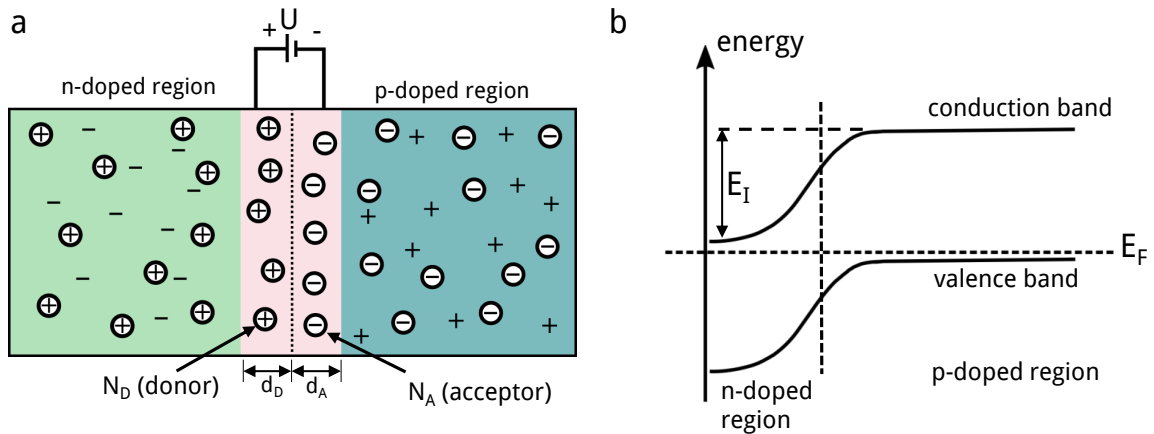 a
U
+ -
n-doped region
p-doped region
N_D (donor)
d_D
d_A
N_A (acceptor)
b
energy
conduction band
E_I
E_F
valence band
n-doped
region
p-doped region